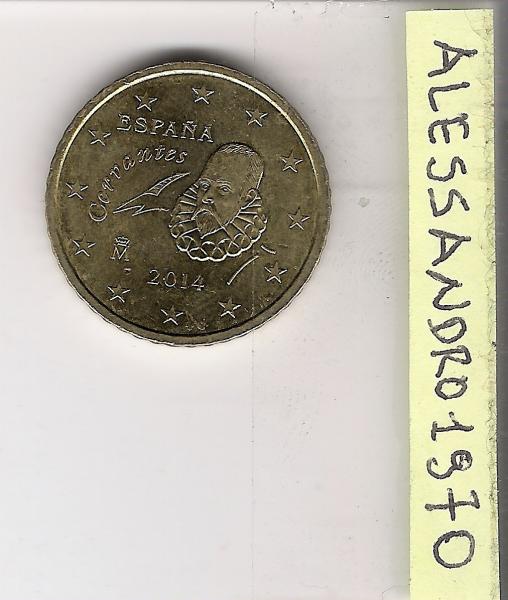 ESPAÑA
Cervantes
M
2014
ALESSANDRO1970